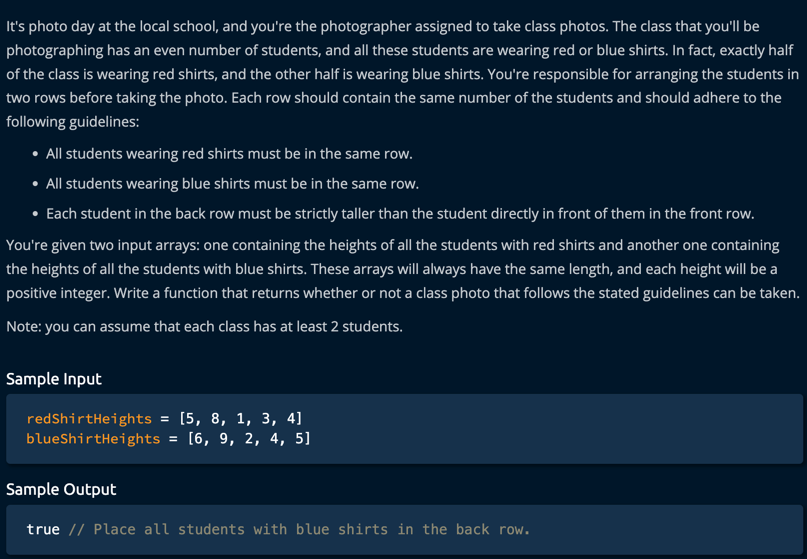 It's photo day at the local school, and you're the photographer assigned to take class photos. The class that you'll be
photographing has an even number of students, and all these students are wearing red or blue shirts. In fact, exactly half
of the class is wearing red shirts, and the other half is wearing blue shirts. You're responsible for arranging the students in
two rows before taking the photo. Each row should contain the same number of the students and should adhere to the
following guidelines:
• All students wearing red shirts must be in the same row.
• All students wearing blue shirts must be in the same row.
• Each student in the back row must be strictly taller than the student directly in front of them in the front row.
You're given two input arrays: one containing the heights of all the students with red shirts and another one containing
the heights of all the students with blue shirts. These arrays will always have the same length, and each height will be a
positive integer. Write a function that returns whether or not a class photo that follows the stated guidelines can be taken.
Note: you can assume that each class has at least 2 students.
Sample Input
redShirtHeights = [5, 8, 1, 3, 4]
blueShirtHeights = [6, 9, 2, 4, 5]
Sample Output
true // Place all students with blue shirts in the back row.